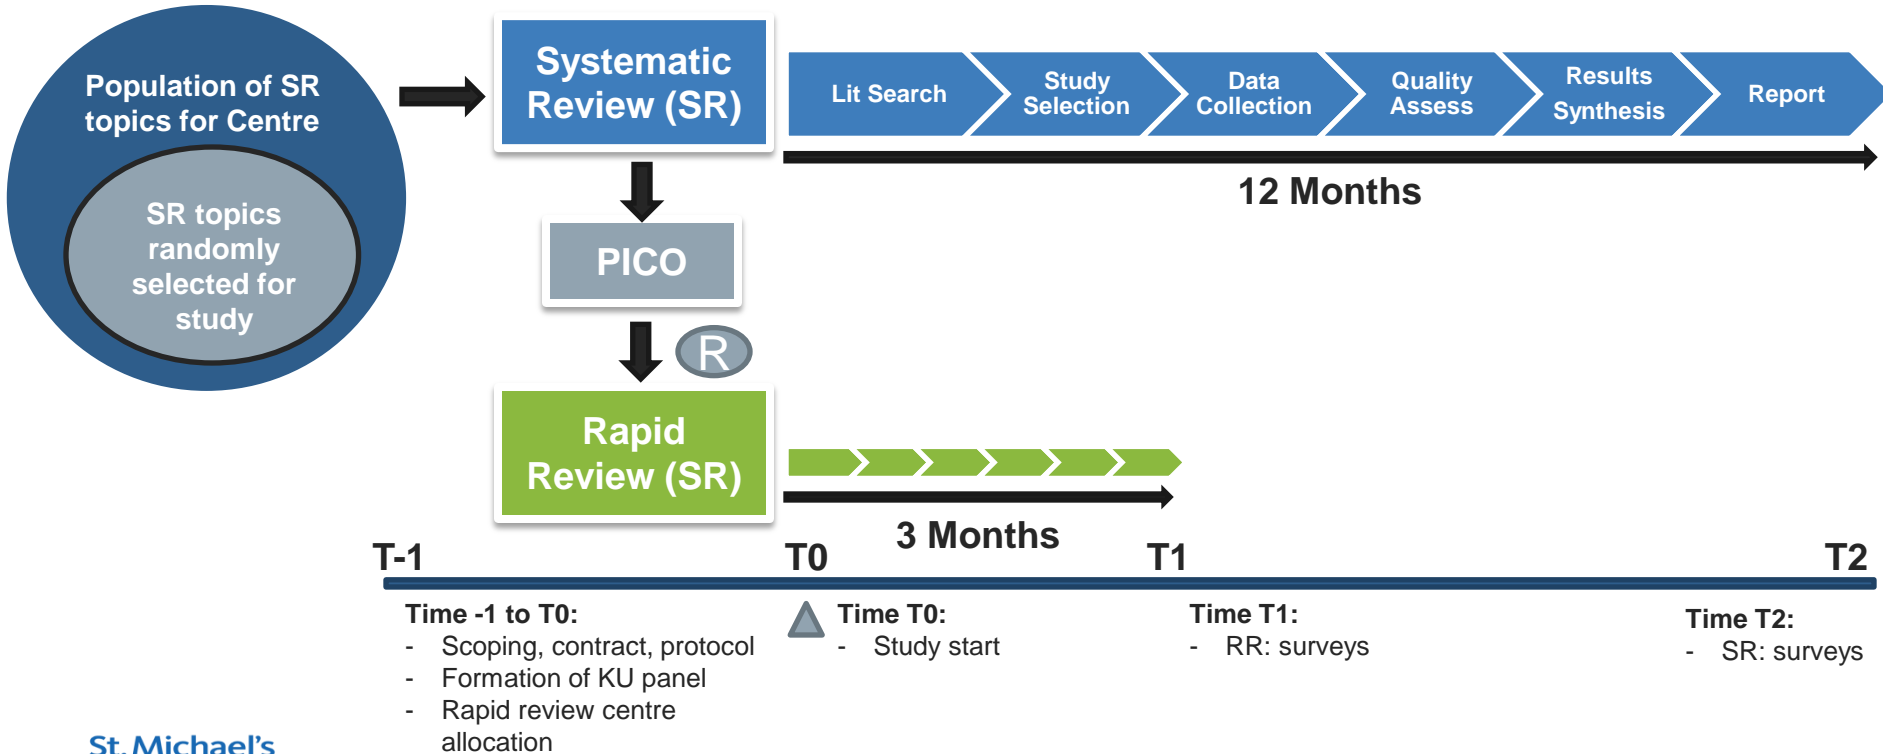 Population of SR
topics for Centre
SR topics
randomly
selected for
study
Systematic
Review (SR)
Lit Search
Study
Selection
Data
Collection
Quality
Assess
Results
Synthesis
Report
12 Months
PICO
R
Rapid
Review (SR)
3 Months
T-1
T0
T1
T2
Time -1 to T0:
- Scoping, contract, protocol
- Formation of KU panel
- Rapid review centre
allocation
Time T0:
- Study start
Time T1:
- RR: surveys
Time T2:
- SR: surveys
St. Michael's